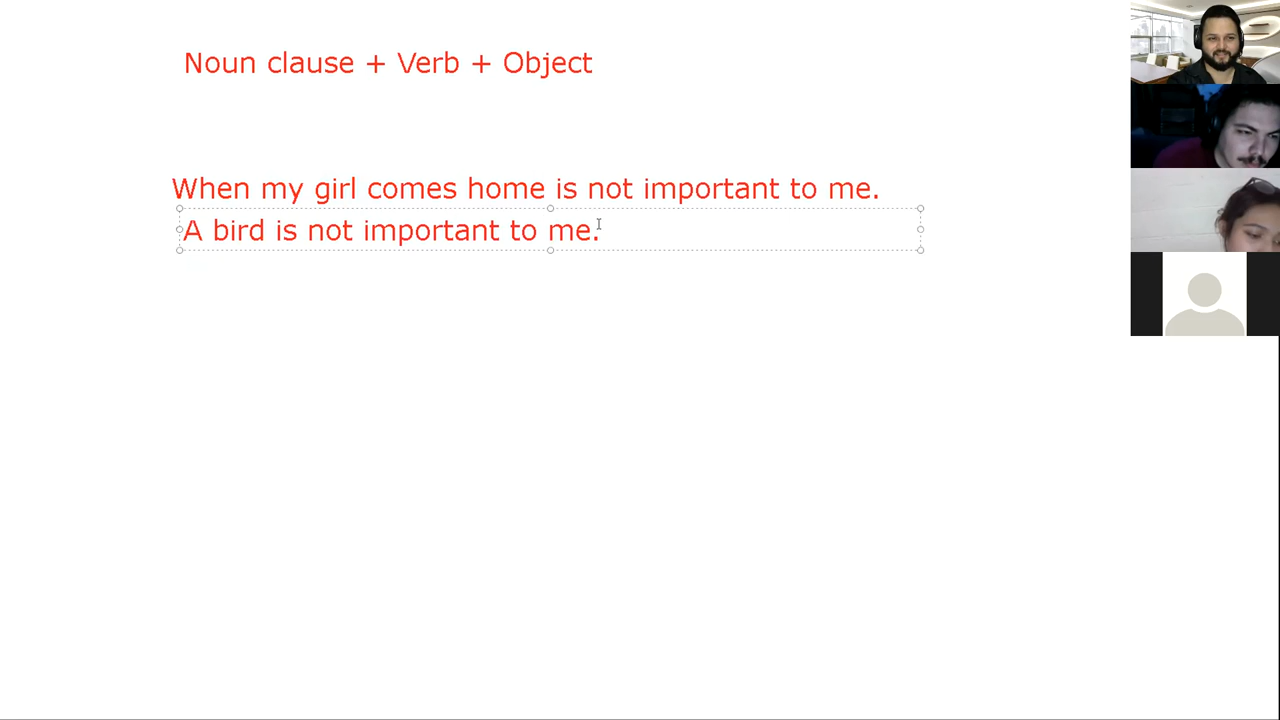 Noun clause + Verb + Object
When my girl comes home is not important to me.
A bird is not important to me.